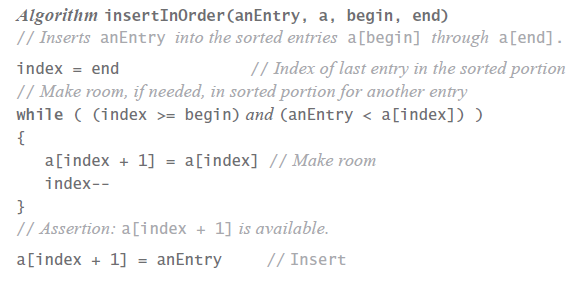 Algorithm insertInOrder(anEntry, a, begin, end)
// Inserts anEntry into the sorted entries a[begin] through a[end].
index = end // Index of last entry in the sorted portion
// Make room, if needed, in sorted portion for another entry
while ( (index >= begin) and (anEntry < a[index]) )
{
a[index + 1] = a[index] // Make room
index--
}
// Assertion: a[index + 1] is available.
a[index + 1] = anEntry // Insert